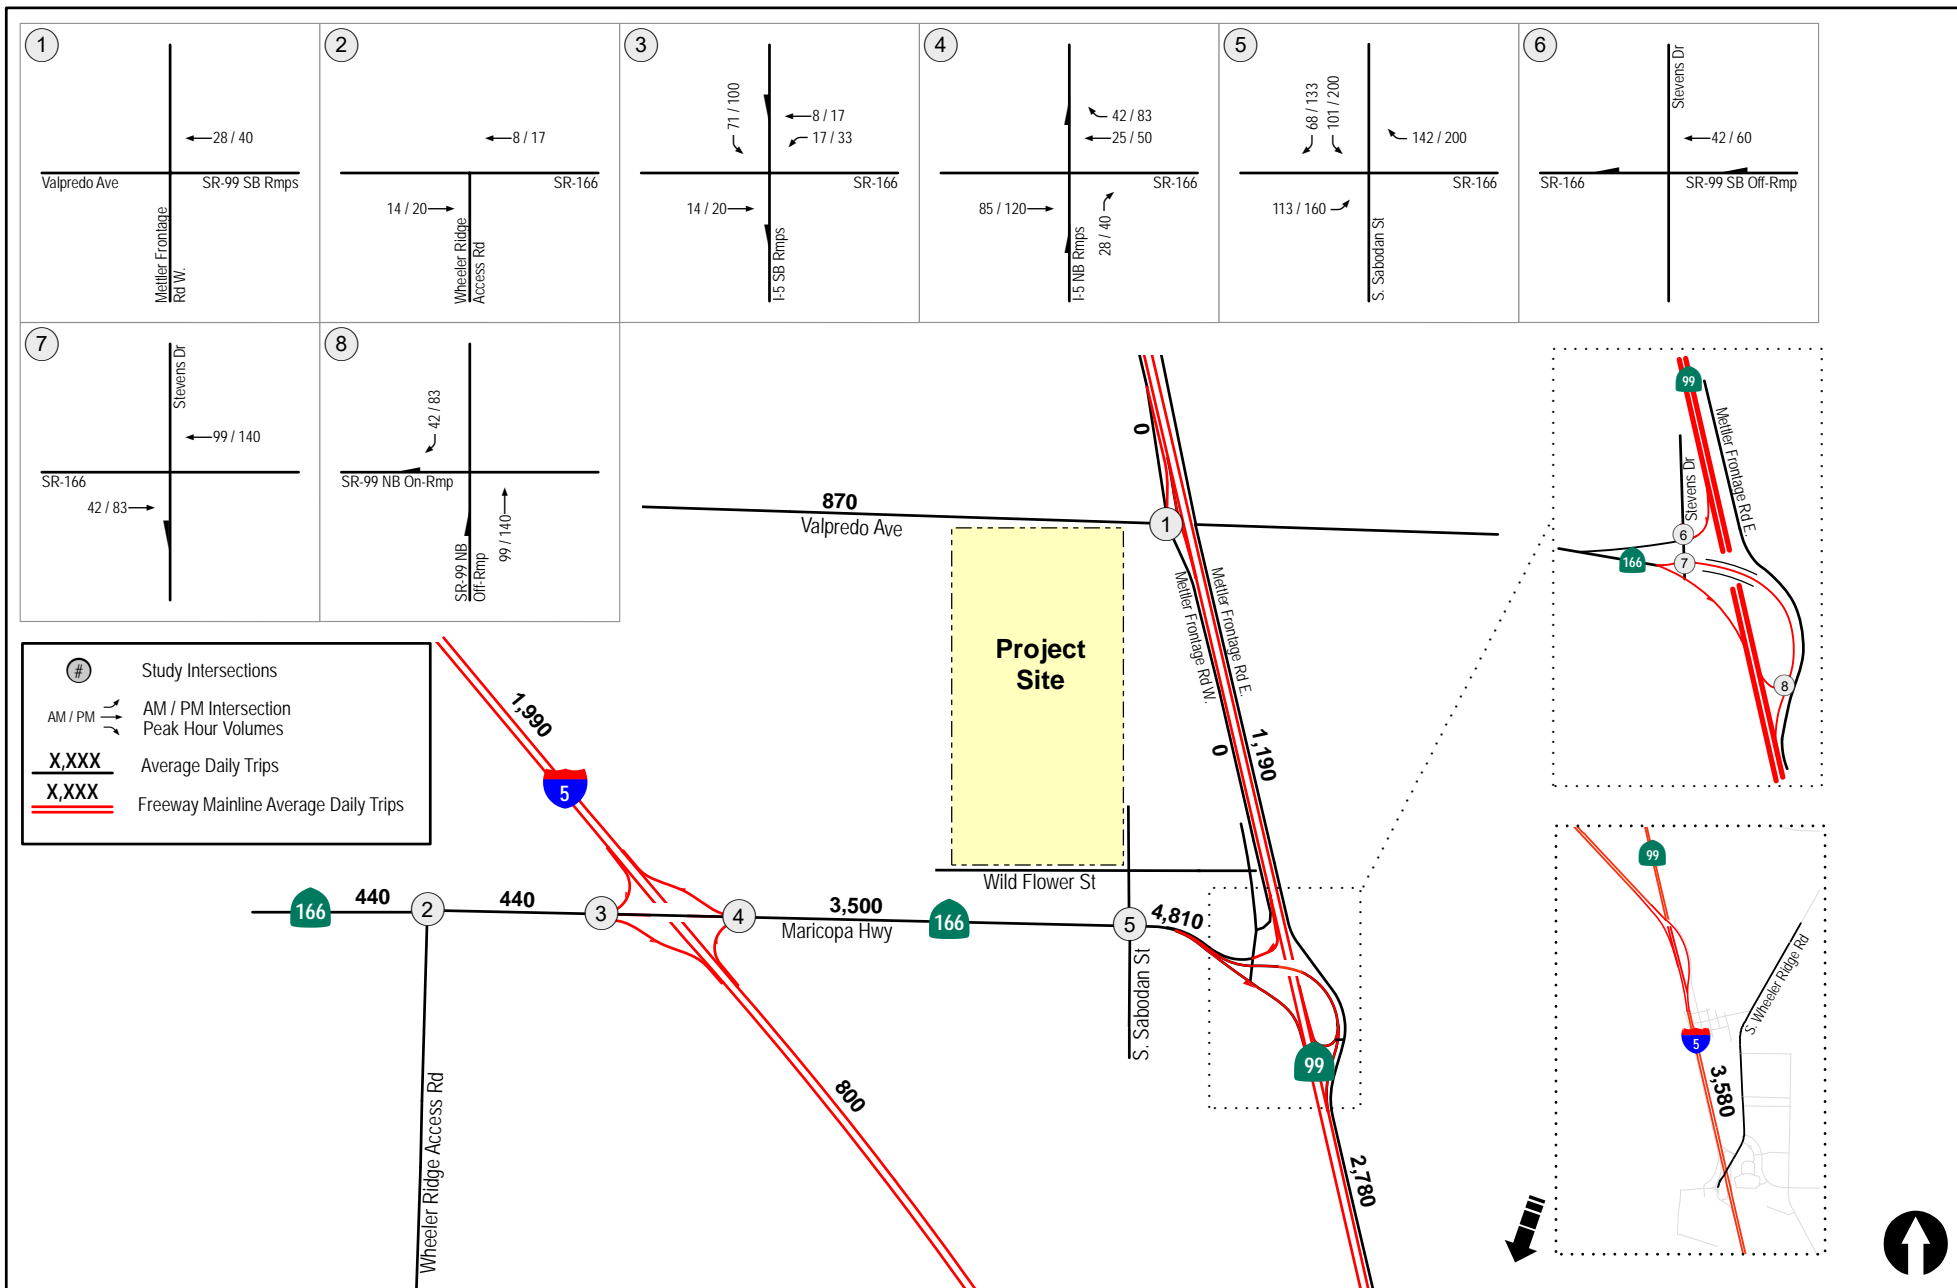 1
28 / 40
Valpredo Ave
SR-99 SB Rmps
Mettler Frontage
Rd W.
2
8 / 17
SR-166
14 / 20
Wheeler Ridge
Access Rd
3
71 / 100
8 / 17
17 / 33
SR-166
14 / 20
I-5 SB Rmps
4
42 / 83
25 / 50
SR-166
85 / 120
28 / 40
I-5 NB Rmps
5
68 / 133
101 / 200
142 / 200
SR-166
113 / 160
S. Sabodan St
6
Stevens Dr
42 / 60
SR-166
SR-99 SB Off-Rmp
7
Stevens Dr
99 / 140
SR-166
42 / 83
8
42 / 83
SR-99 NB On-Rmp
99 / 140
SR-99 NB
Off-Rmp
#
Study Intersections
AM / PM
AM / PM Intersection
Peak Hour Volumes
X,XXX
Average Daily Trips
X,XXX
Freeway Mainline Average Daily Trips
0
870
Valpredo Ave
1
Mettler Frontage Rd W.
Mettler Frontage Rd E.
Project
Site
0
1,190
1,990
5
Wild Flower St
166
440
2
440
3
4
3,500
Maricopa Hwy
166
5
4,810
S. Sabodan St
Wheeler Ridge Access Rd
800
99
2,780
99
Mettler Frontage Rd E.
Stevens Dr
6
166
7
8
99
S. Wheeler Ridge Rd
5
3,580